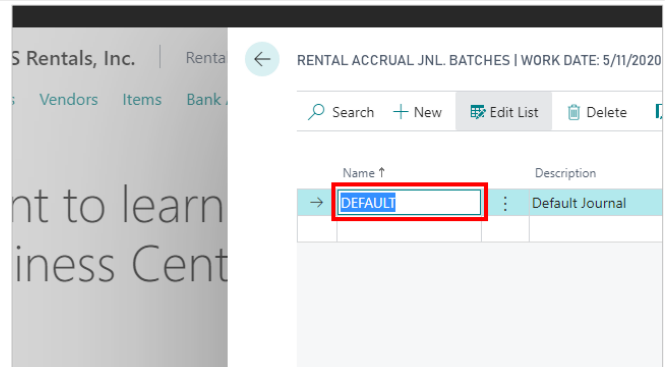 S Rentals, Inc.
Renta
RENTAL ACCRUAL JNL. BATCHES | WORK DATE: 5/11/2020
Vendors Items Bank
Search + New Edit List Delete
nt to learn
iness Cent
Name ↑ Description
→ DEFAULT ⋮ Default Journal